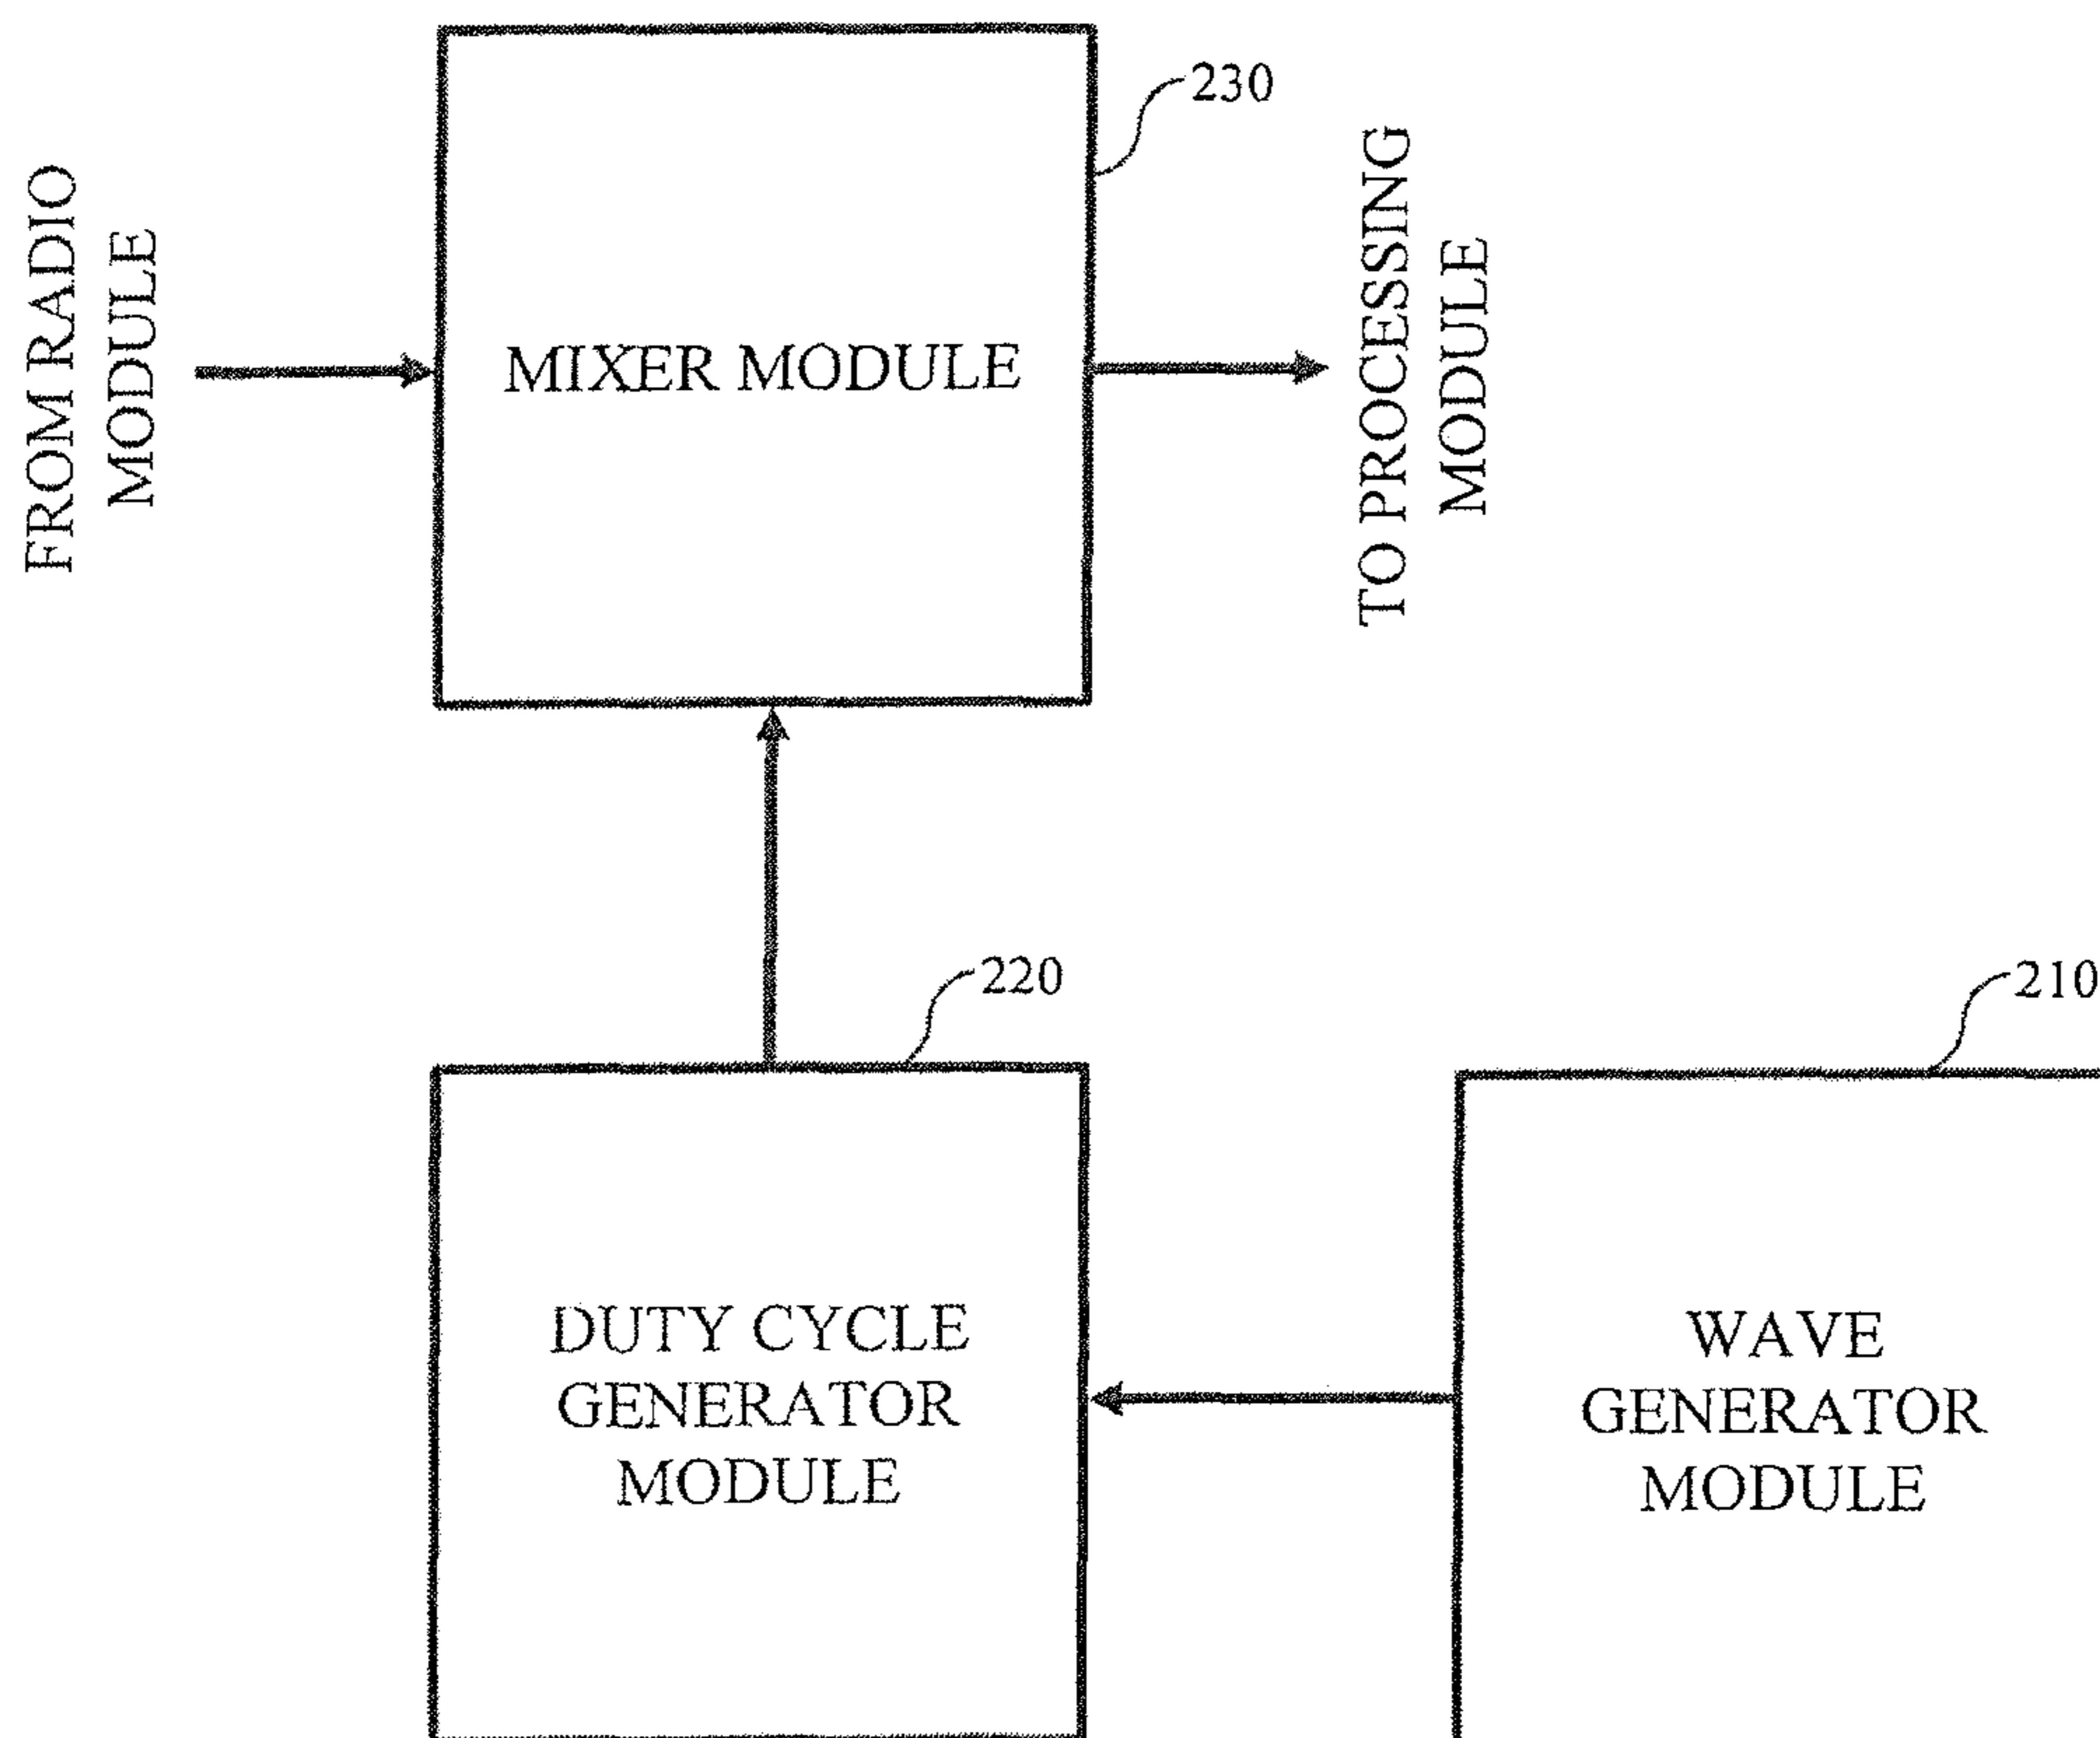 230
FROM RADIO
MODULE
MIXER MODULE
TO PROCESSING
MODULE
220
210
DUTY CYCLE
GENERATOR
MODULE
WAVE
GENERATOR
MODULE